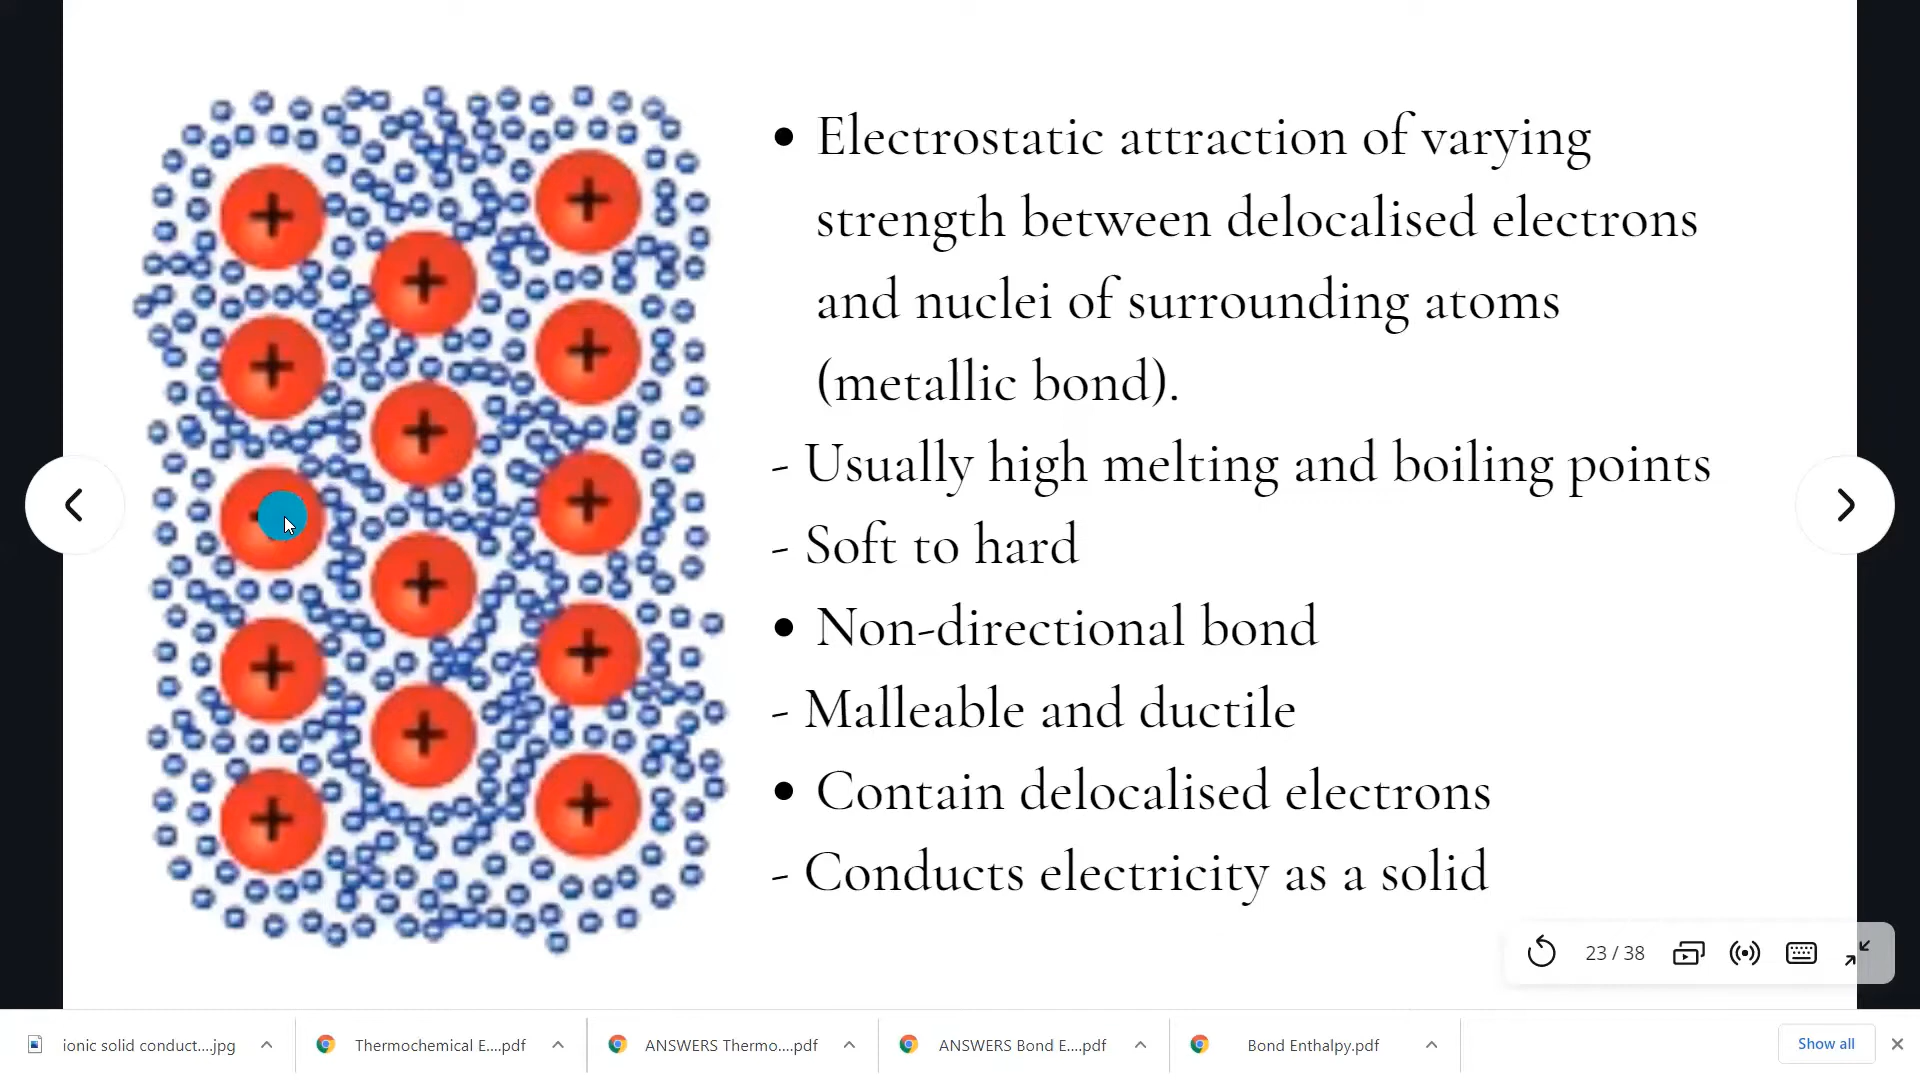 • Electrostatic attraction of varying
strength between delocalised electrons
and nuclei of surrounding atoms
(metallic bond).
- Usually high melting and boiling points
- Soft to hard
• Non-directional bond
- Malleable and ductile
• Contain delocalised electrons
- Conducts electricity as a solid
23 / 38
ionic solid conduct....jpg
Thermochemical E....pdf
ANSWERS Thermo....pdf
ANSWERS Bond E....pdf
Bond Enthalpy.pdf
Show all